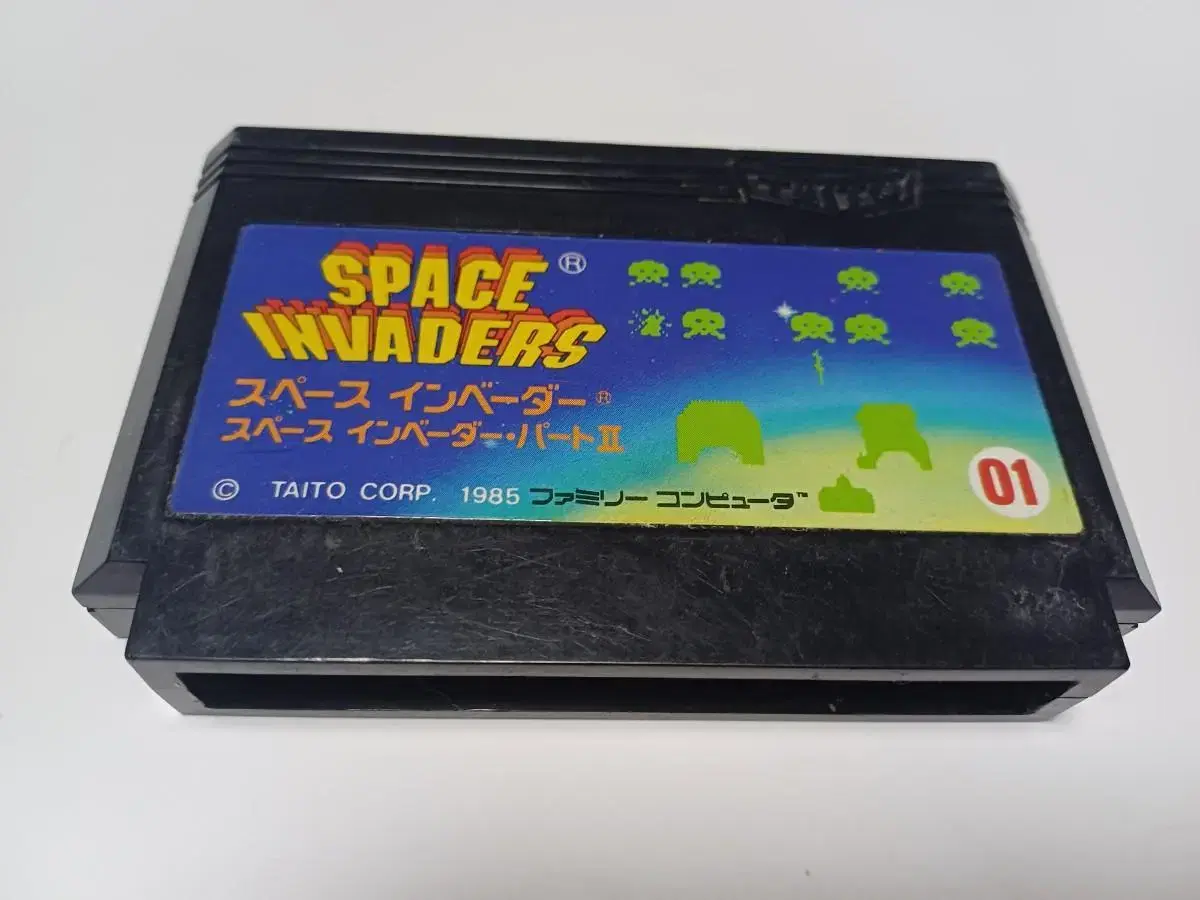 SPACE ®
INVADERS
スペース インベーダー®
スペース インベーダー・パートⅡ
© TAITO CORP. 1985 ファミリー コンピュータ™
01